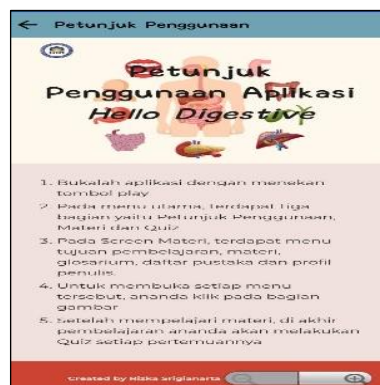 Petunjuk Penggunaan
Petunjuk
Penggunaan Aplikasi
Hello Digestive
1. Bukalah aplikasi dengan menekan
tombol play
2. Pada menu utama, terdapat tiga
bagian yaitu Petunjuk Penggunaan,
Materi dan Quiz
3. Pada Screen Materi, terdapat menu
tujuan pembelajaran, materi,
glosarium, daftar pustaka dan profil
penulis.
4. Untuk membuka setiap menu
tersebut, ananda klik pada bagian
gambar
5. Setelah mempelajari materi, di akhir
pembelajaran ananda akan melakukan
Quiz setiap pertemuannya
Created by Rizka Srigianarta